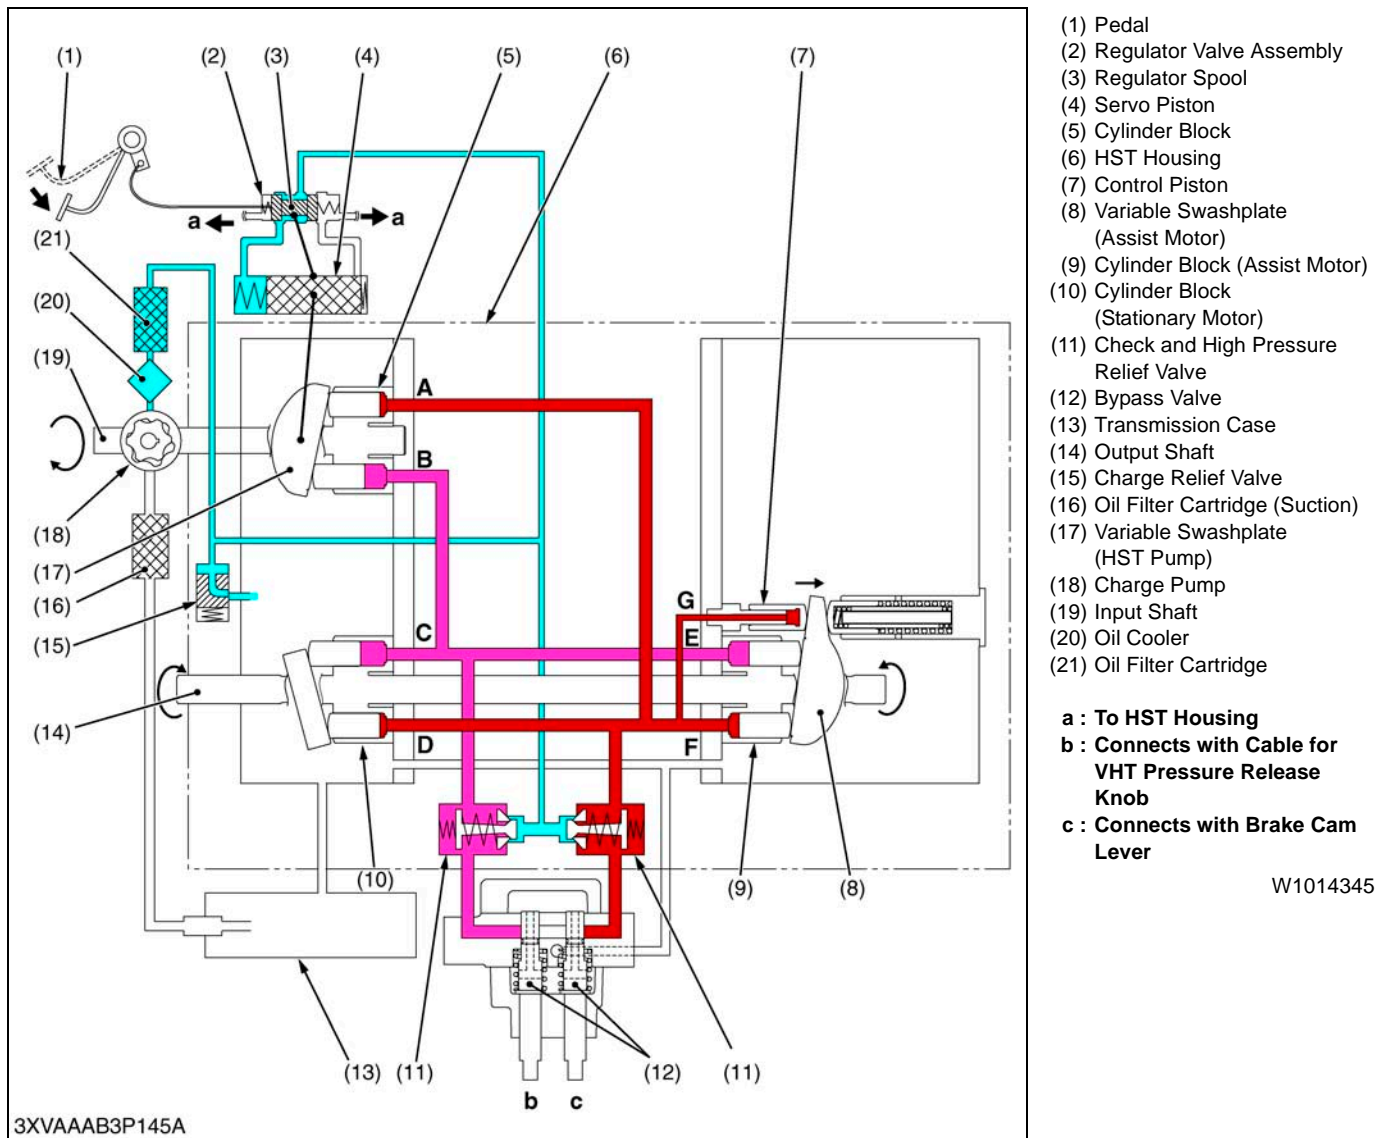 (1)
(2)
(3)
(4)
(5)
(6)
(7)
a
a
(21)
(20)
(19)
(18)
(17)
(16)
(15)
(14)
A
B
C
D
G
E
F
(10)
(9)
(8)
(13)
(11)
(12)
(11)
b
c
3XVAAAB3P145A
(1) Pedal
(2) Regulator Valve Assembly
(3) Regulator Spool
(4) Servo Piston
(5) Cylinder Block
(6) HST Housing
(7) Control Piston
(8) Variable Swashplate
(Assist Motor)
(9) Cylinder Block (Assist Motor)
(10) Cylinder Block
(Stationary Motor)
(11) Check and High Pressure
Relief Valve
(12) Bypass Valve
(13) Transmission Case
(14) Output Shaft
(15) Charge Relief Valve
(16) Oil Filter Cartridge (Suction)
(17) Variable Swashplate
(HST Pump)
(18) Charge Pump
(19) Input Shaft
(20) Oil Cooler
(21) Oil Filter Cartridge
a : To HST Housing
b : Connects with Cable for
VHT Pressure Release
Knob
c : Connects with Brake Cam
Lever
W1014345